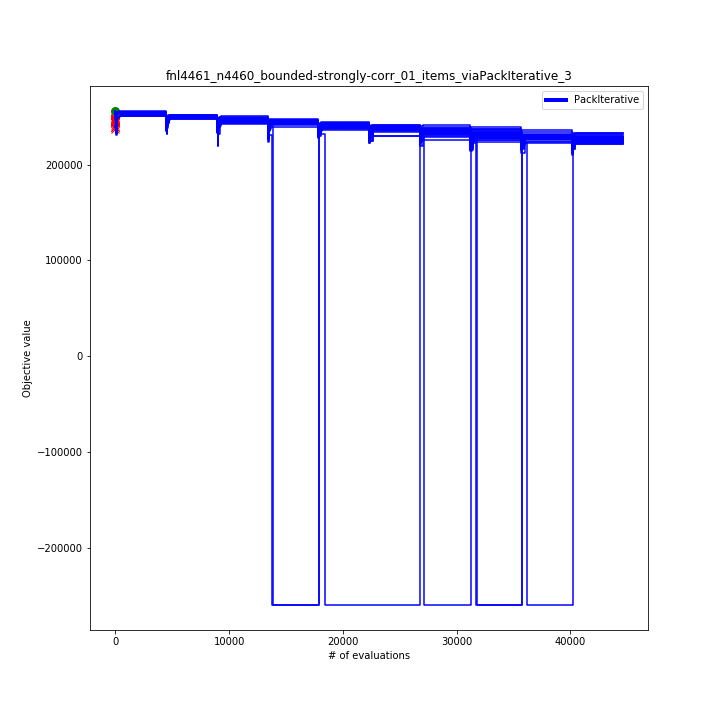 fnl4461_n4460_bounded-strongly-corr_01_items_viaPackIterative_3
PackIterative
200000
100000
0
−100000
−200000
Objective value
0 10000 20000 30000 40000
# of evaluations